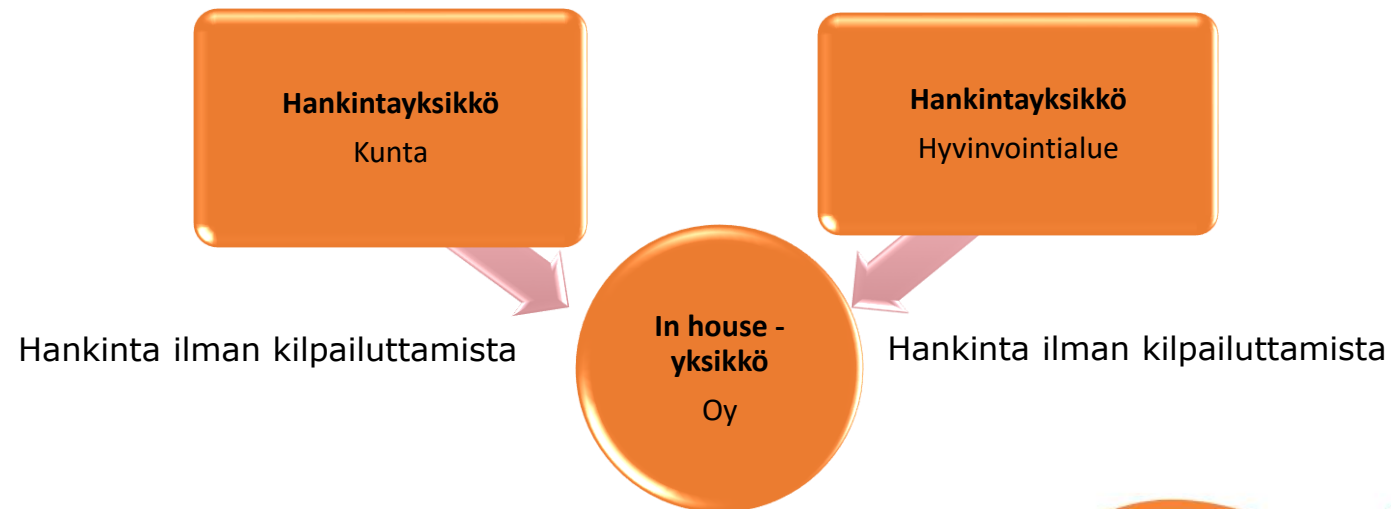 Hankintayksikkö
Kunta
Hankintayksikkö
Hyvinvointialue
Hankinta ilman kilpailuttamista
In house -
yksikkö
Oy
Hankinta ilman kilpailuttamista